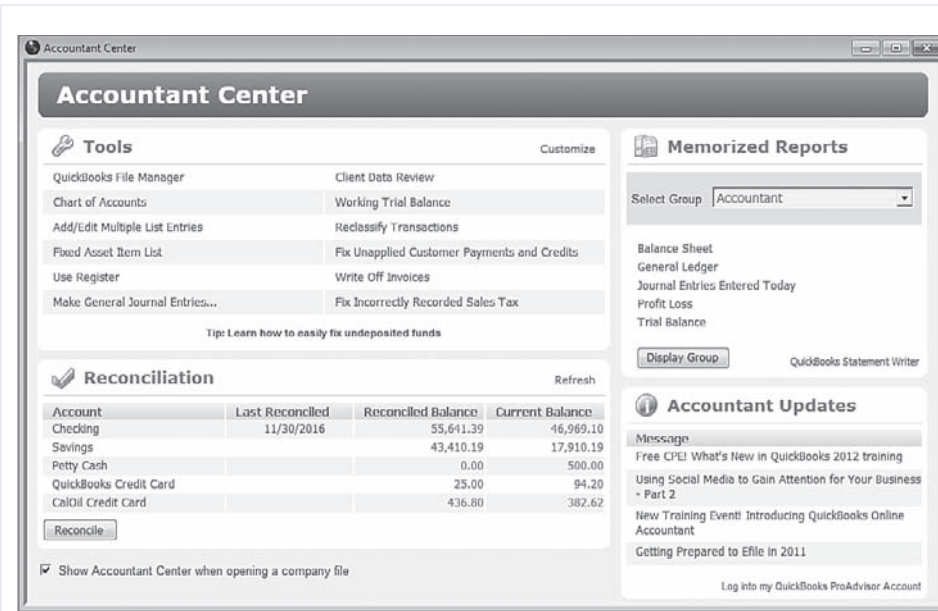 Accountant Center
Accountant Center
Tools
Customize
QuickBooks File Manager Client Data Review
Chart of Accounts Working Trial Balance
Add/Edit Multiple List Entries Reclassify Transactions
Fixed Asset Item List Fix Unapplied Customer Payments and Credits
Use Register Write Off Invoices
Make General Journal Entries... Fix Incorrectly Recorded Sales Tax
Tip: Learn how to easily fix undeposited funds
Reconciliation
Refresh
Account Last Reconciled Reconciled Balance Current Balance
Checking 11/30/2016 55,641.39 46,969.10
Savings 43,410.19 17,910.19
Petty Cash 0.00 500.00
QuickBooks Credit Card 25.00 94.20
CalOil Credit Card 436.80 382.62
Reconcile
Show Accountant Center when opening a company file
Memorized Reports
Select Group Accountant
Balance Sheet
General Ledger
Journal Entries Entered Today
Profit Loss
Trial Balance
Display Group QuickBooks Statement Writer
Accountant Updates
Message
Free CPE! What's New in QuickBooks 2012 training
Using Social Media to Gain Attention for Your Business
- Part 2
New Training Event! Introducing QuickBooks Online
Accountant
Getting Prepared to Efile in 2011
Log into my QuickBooks ProAdvisor Account